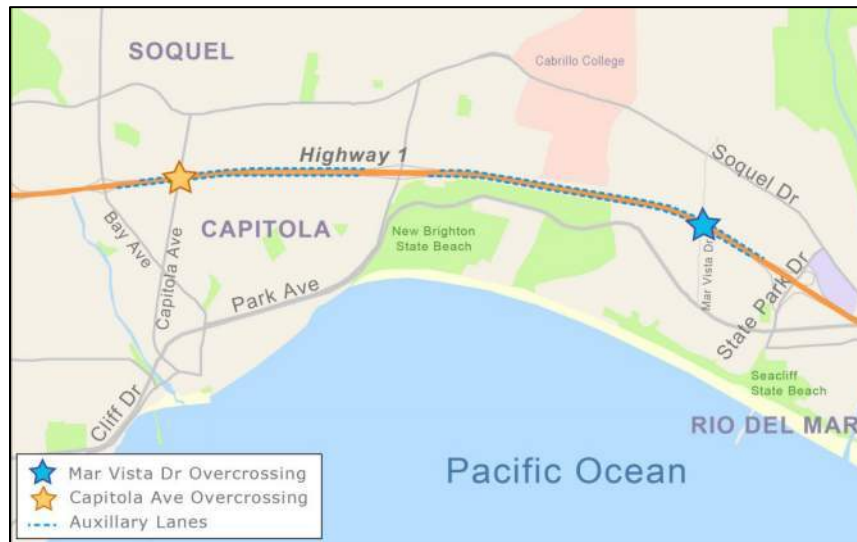 SOQUEL
Cabrillo College
Highway 1
Soquel Dr
Bay Ave
Capitola Ave
CAPITOLA
New Brighton
State Beach
Mar Vista Dr
Park Ave
State Park Dr
Cliff Dr
Seacliff
State Beach
RIO DEL MAR
Pacific Ocean
Mar Vista Dr Overcrossing
Capitola Ave Overcrossing
Auxillary Lanes